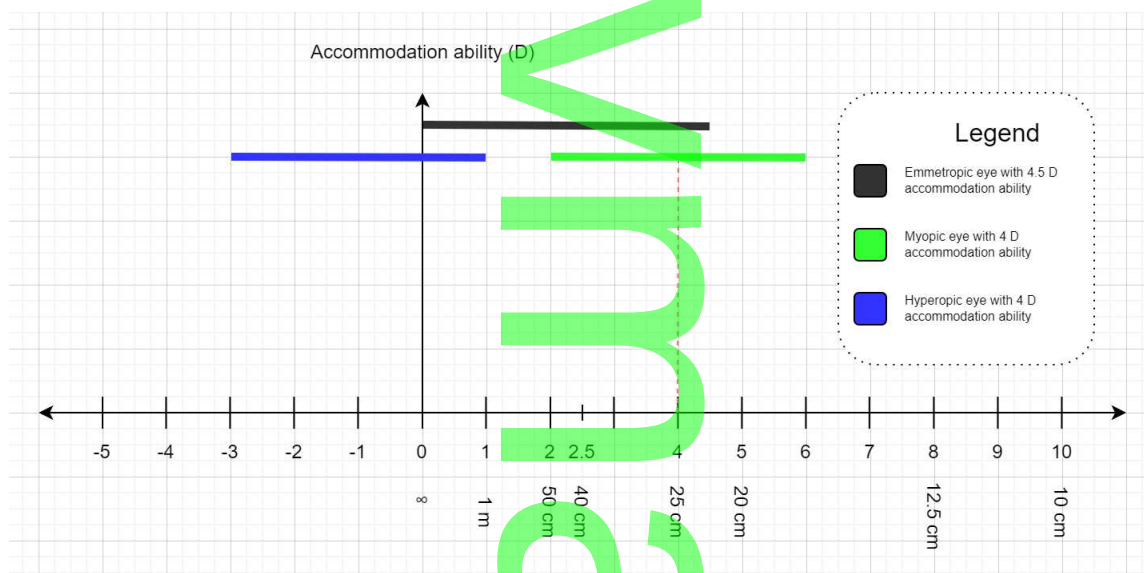 Accommodation ability (D)
Legend
Emmetropic eye with 4.5 D
accommodation ability
Myopic eye with 4 D
accommodation ability
Hyperopic eye with 4 D
accommodation ability
-5 -4 -3 -2 -1 0 1 2 2.5 4 5 6 7 8 9 10
∞ 1 m 50 cm 40 cm 25 cm 20 cm 12.5 cm 10 cm